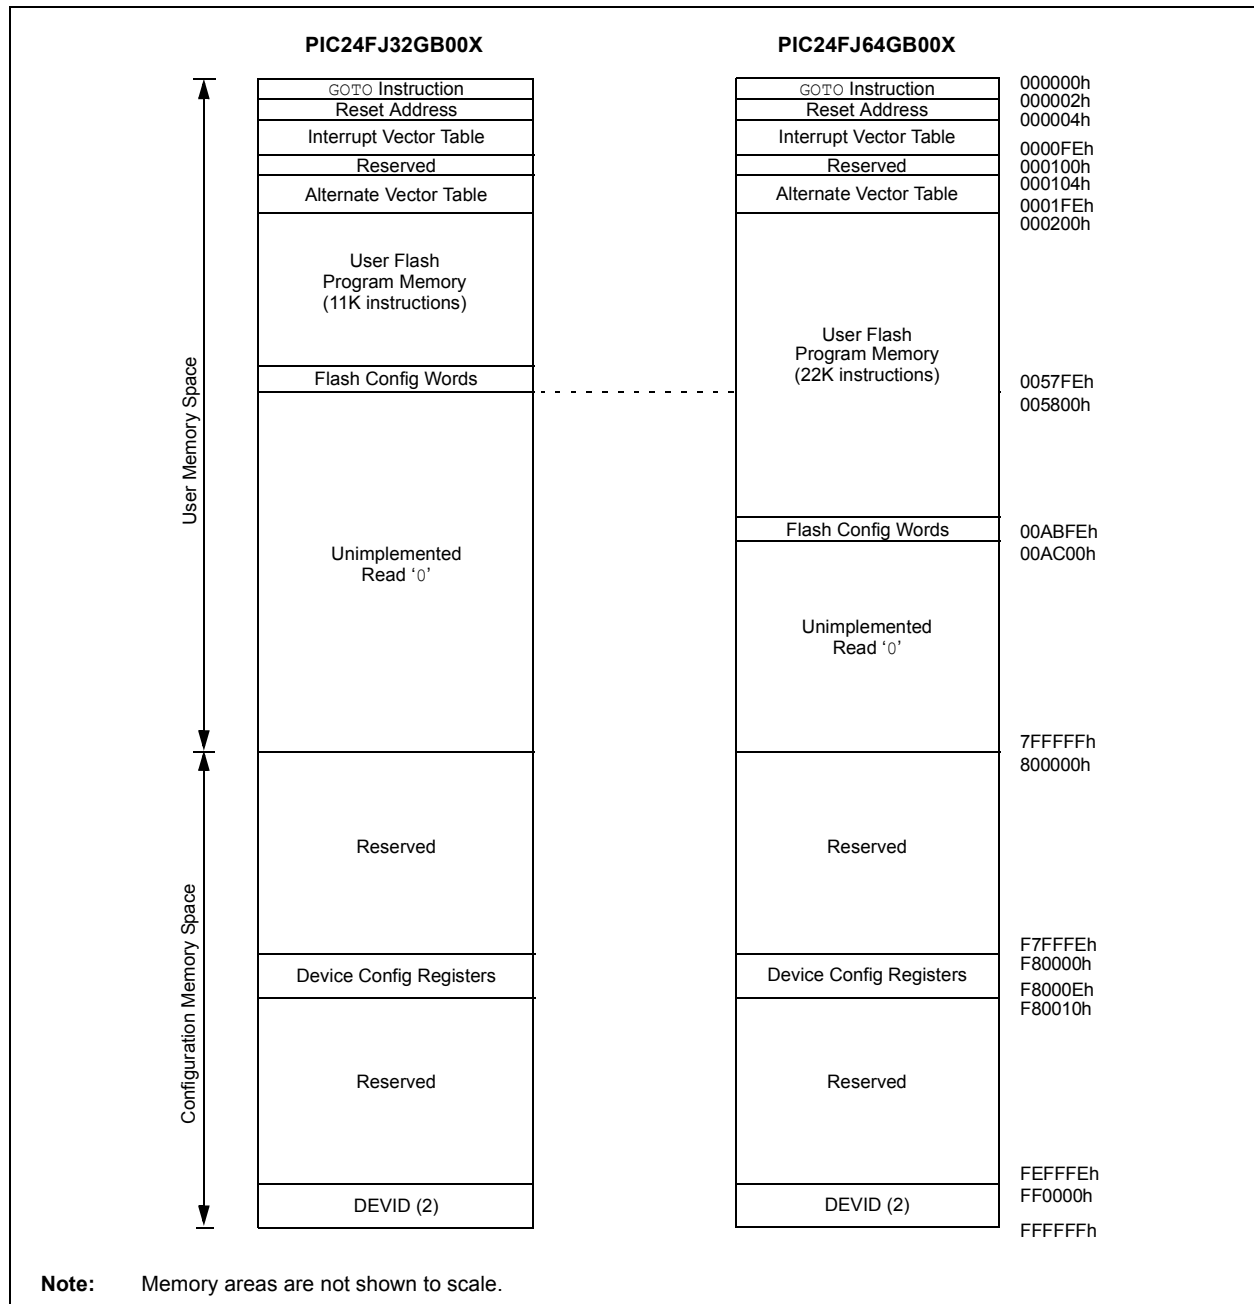 PIC24FJ32GB00X
PIC24FJ64GB00X
User Memory Space
Configuration Memory Space
GOTO Instruction
Reset Address
Interrupt Vector Table
Reserved
Alternate Vector Table
User Flash
Program Memory
(11K instructions)
Flash Config Words
Unimplemented
Read ‘0’
Reserved
Device Config Registers
Reserved
DEVID (2)
GOTO Instruction
Reset Address
Interrupt Vector Table
Reserved
Alternate Vector Table
User Flash
Program Memory
(22K instructions)
Flash Config Words
Unimplemented
Read ‘0’
Reserved
Device Config Registers
Reserved
DEVID (2)
000000h
000002h
000004h
0000FEh
000100h
000104h
0001FEh
000200h
0057FEh
005800h
00ABFEh
00AC00h
7FFFFFh
800000h
F7FFFEh
F80000h
F8000Eh
F80010h
FEFFFEh
FF0000h
FFFFFFh
Note: Memory areas are not shown to scale.